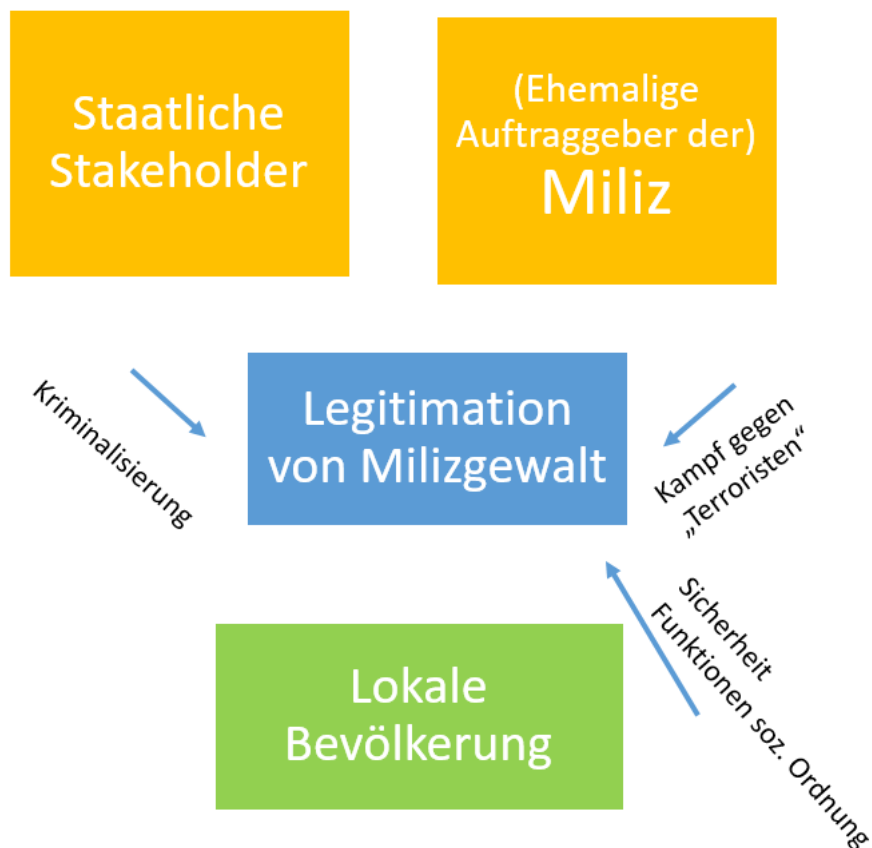 Staatliche
Stakeholder
(Ehemalige
Auftraggeber der)
Miliz
Kriminalisierung
Legitimation
von Milizgewalt
Kampf gegen
„Terroristen“
Sicherheit
Funktionen soz. Ordnung
Lokale
Bevölkerung